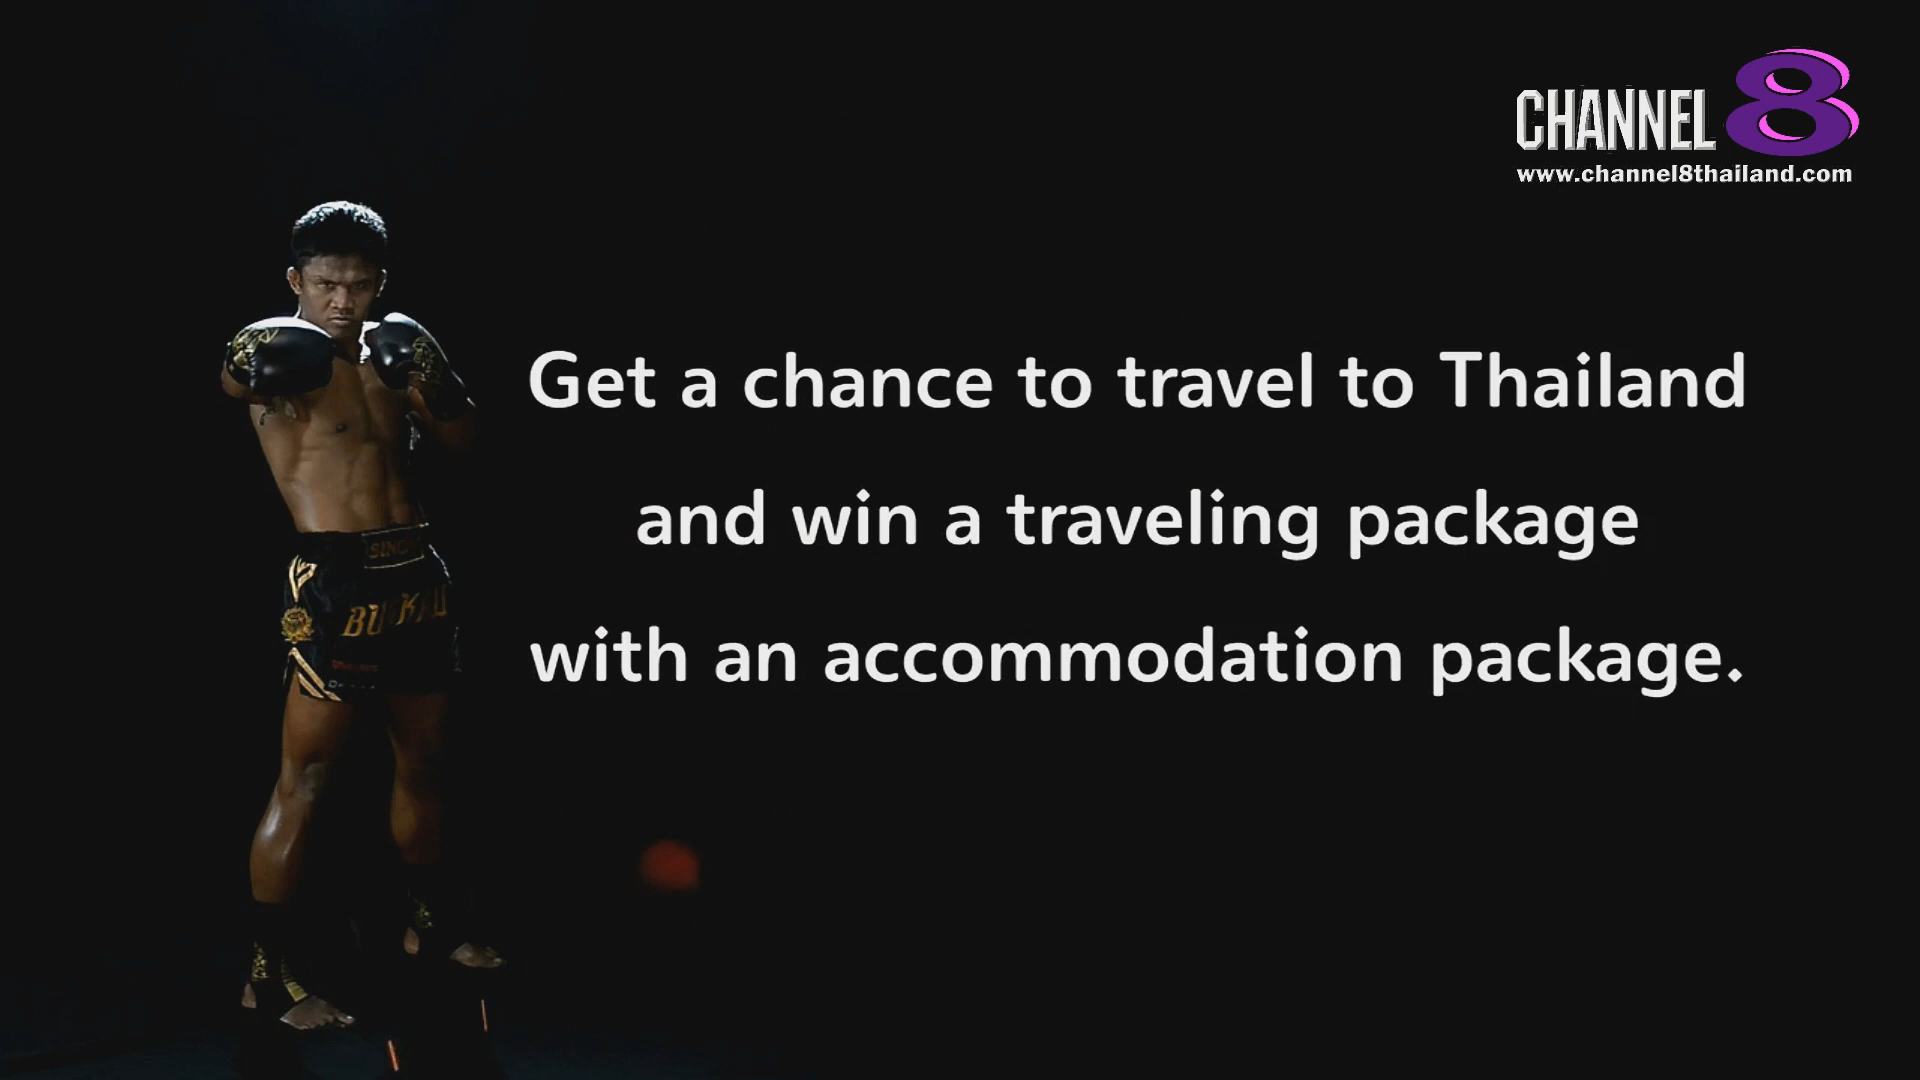 CHANNEL 8
www.channel8thailand.com
Get a chance to travel to Thailand
and win a traveling package
with an accommodation package.